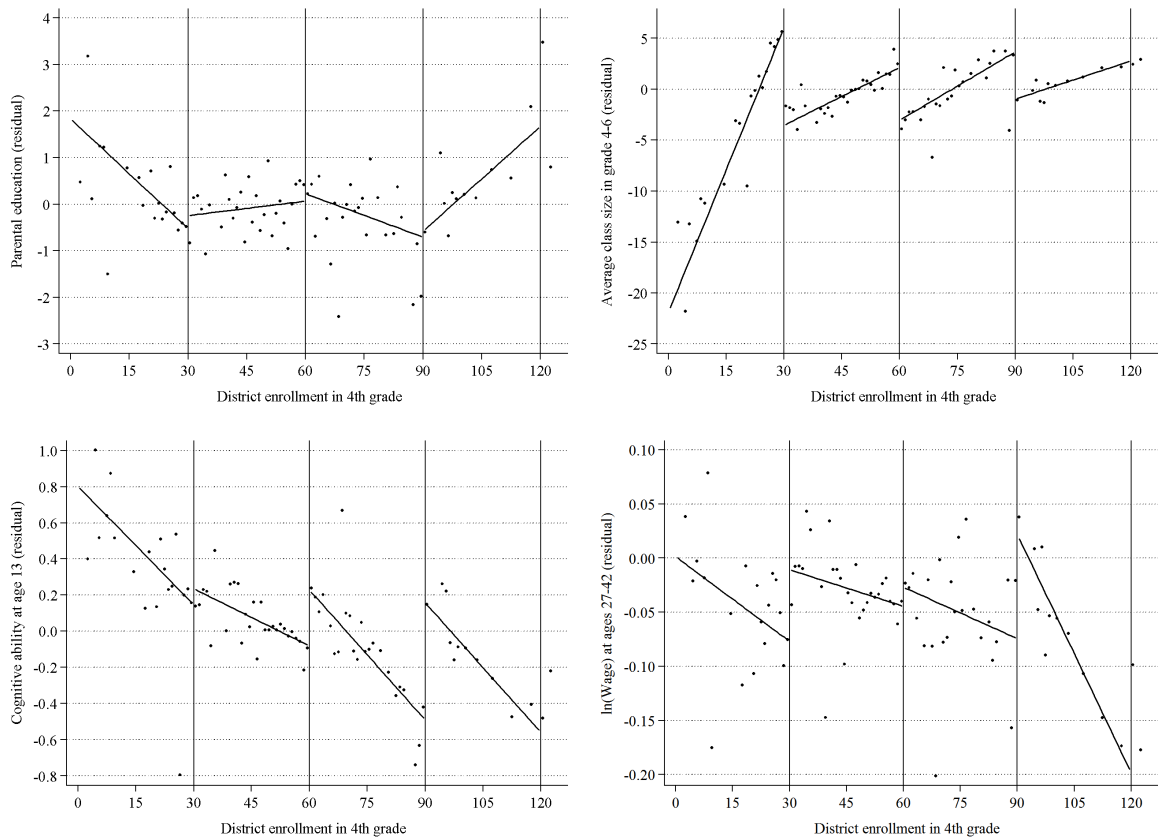 Parental education (residual)
4
3
2
1
0
-1
-2
-3
0 15 30 45 60 75 90 105 120
District enrollment in 4th grade
Average class size in grade 4-6 (residual)
5
0
-5
-10
-15
-20
-25
0 15 30 45 60 75 90 105 120
District enrollment in 4th grade
Cognitive ability at age 13 (residual)
1.0
0.8
0.6
0.4
0.2
0.0
-0.2
-0.4
-0.6
-0.8
0 15 30 45 60 75 90 105 120
District enrollment in 4th grade
ln(Wage) at ages 27-42 (residual)
0.10
0.05
0.00
-0.05
-0.10
-0.15
-0.20
0 15 30 45 60 75 90 105 120
District enrollment in 4th grade